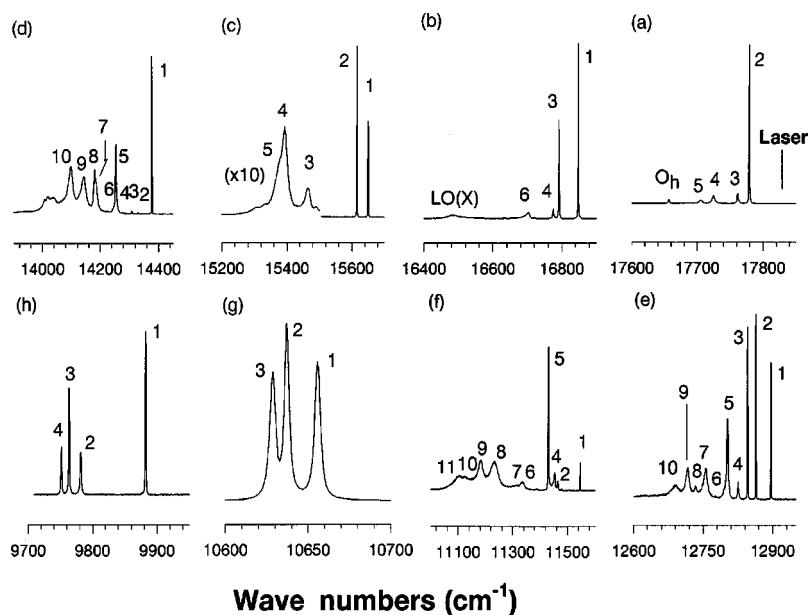 (d) (c) (b) (a)
1
7
10 9 8 5
6
4 3 2
14000 14200 14400
2
1
4
5
3
(x10)
15200 15400 15600
1
3
4
6
LO(X)
16400 16600 16800
2
Laser
Oh 5 4 3
17600 17700 17800
(h) (g) (f) (e)
1
3
4 2
9700 9800 9900
2
3 1
10600 10650 10700
5
9 8
11 10 7 6 4 2 1
11100 11300 11500
2
3
1
9
5
10 8 7 6 4
12600 12750 12900
Wave numbers (cm-1)